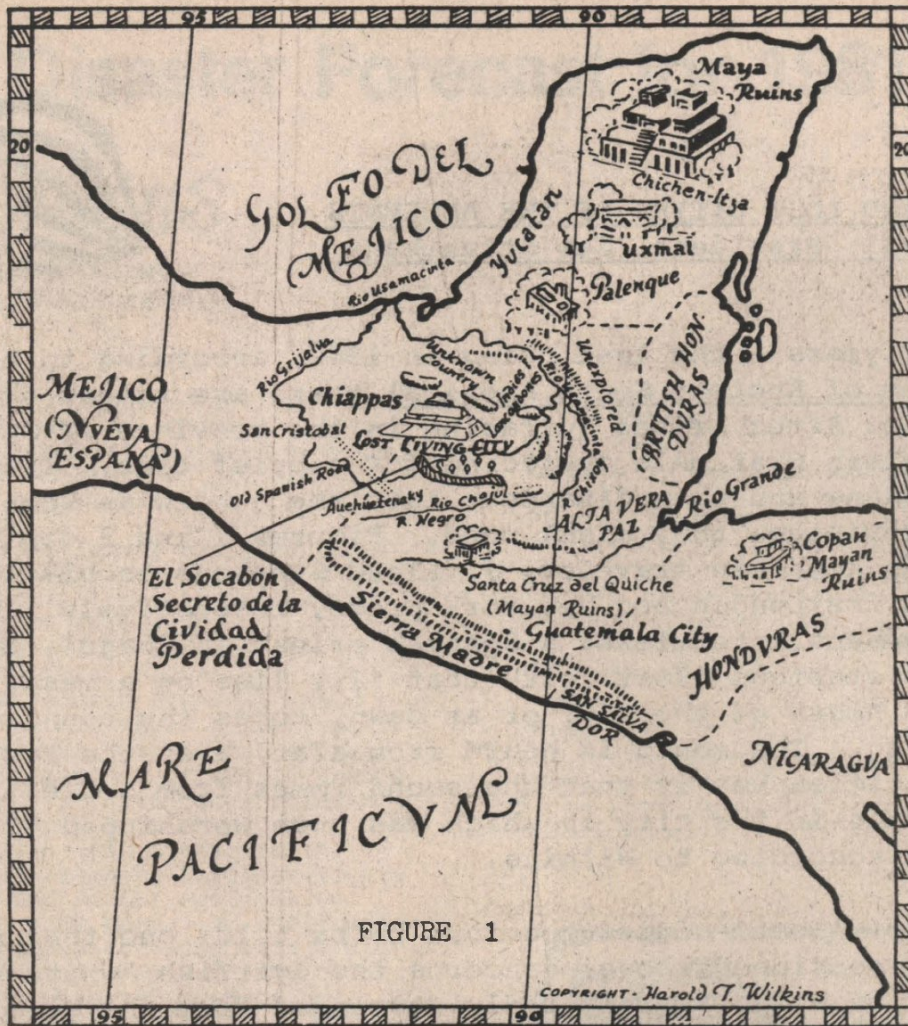 95
90
20
20
Maya
Ruins
Chichen-Itza
GOLFO DEL
MEJICO
Yucatan
Uxmal
Rio Usamacinta
Palenque
Rio Grijalva
Unknown
Country
Indies
Lancandones
Rio Usamacinta
Unexplored
BRITISH HON
DURAS
MEJICO
(NVEVA
ESPAÑA)
Chiappas
San Cristobal
LOST LIVING CITY
Old Spanish Road
Rio Chajul
R. Negro
R. Chixoy
ALTA VERA
PAZ
Rio Grande
Copan
Mayan
Ruins
El Socabón
Secreto de la
Cividad
Perdida
Santa Cruz del Quiche
(Mayan Ruins)
Guatemala City
Sierra Madre
HONDVRAS
SAN SALVA
DOR
NICARAGVA
MARE
PACIFICVM
FIGURE 1
COPYRIGHT - Harold T. Wilkins
95
90